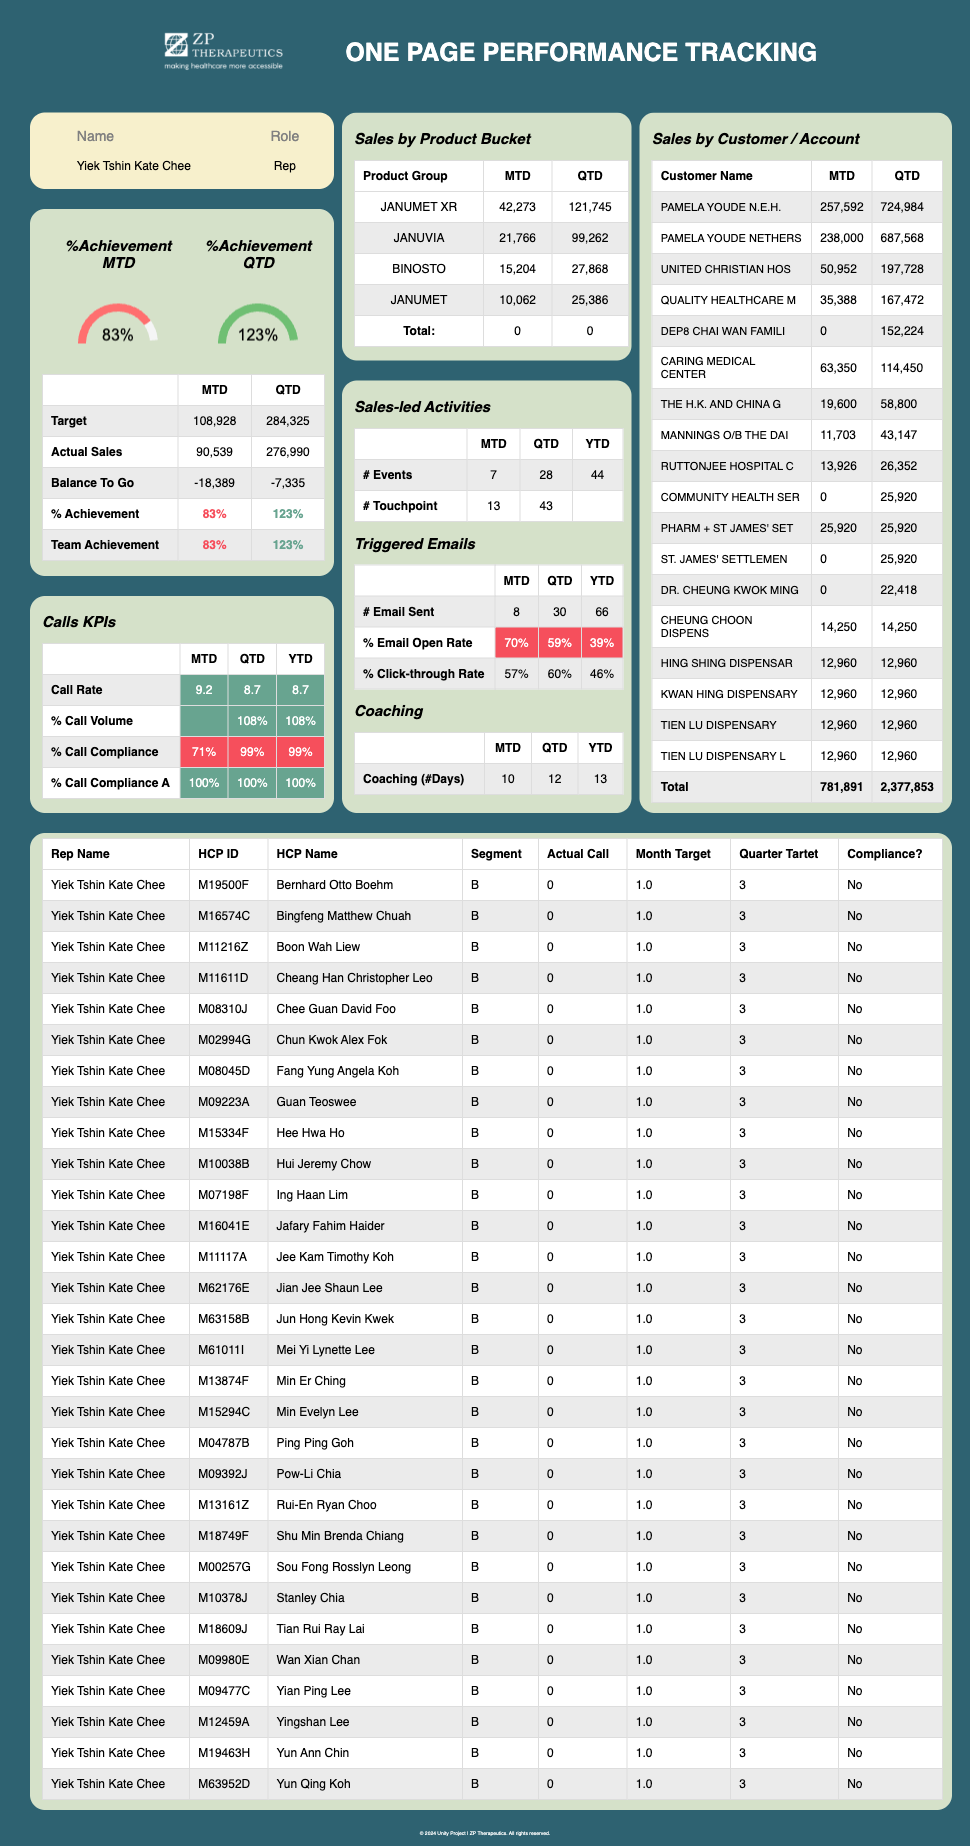 ZP
THERAPEUTICS
making healthcare more accessible
ONE PAGE PERFORMANCE TRACKING
Name Role
Yiek Tshin Kate Chee Rep
%Achievement MTD
%Achievement QTD
83%
123%
MTD QTD
Target 108,928 284,325
Actual Sales 90,539 276,990
Balance To Go -18,389 -7,335
% Achievement 83% 123%
Team Achievement 83% 123%
Calls KPIs
MTD QTD YTD
Call Rate 9.2 8.7 8.7
% Call Volume 108% 108%
% Call Compliance 71% 99% 99%
% Call Compliance A 100% 100% 100%
Sales by Product Bucket
Product Group MTD QTD
JANUMET XR 42,273 121,745
JANUVIA 21,766 99,262
BINOSTO 15,204 27,868
JANUMET 10,062 25,386
Total: 0 0
Sales-led Activities
MTD QTD YTD
# Events 7 28 44
# Touchpoint 13 43
Triggered Emails
MTD QTD YTD
# Email Sent 8 30 66
% Email Open Rate 70% 59% 39%
% Click-through Rate 57% 60% 46%
Coaching
MTD QTD YTD
Coaching (#Days) 10 12 13
Sales by Customer / Account
Customer Name MTD QTD
PAMELA YOUDE N.E.H. 257,592 724,984
PAMELA YOUDE NETHERS 238,000 687,568
UNITED CHRISTIAN HOS 50,952 197,728
QUALITY HEALTHCARE M 35,388 167,472
DEP8 CHAI WAN FAMILI 0 152,224
CARING MEDICAL
CENTER 63,350 114,450
THE H.K. AND CHINA G 19,600 58,800
MANNINGS O/B THE DAI 11,703 43,147
RUTTONJEE HOSPITAL C 13,926 26,352
COMMUNITY HEALTH SER 0 25,920
PHARM + ST JAMES' SET 25,920 25,920
ST. JAMES' SETTLEMEN 0 25,920
DR. CHEUNG KWOK MING 0 22,418
CHEUNG CHOON
DISPENS 14,250 14,250
HING SHING DISPENSAR 12,960 12,960
KWAN HING DISPENSARY 12,960 12,960
TIEN LU DISPENSARY 12,960 12,960
TIEN LU DISPENSARY L 12,960 12,960
Total 781,891 2,377,853
Rep Name HCP ID HCP Name Segment Actual Call Month Target Quarter Tartet Compliance?
Yiek Tshin Kate Chee M19500F Bernhard Otto Boehm B 0 1.0 3 No
Yiek Tshin Kate Chee M16574C Bingfeng Matthew Chuah B 0 1.0 3 No
Yiek Tshin Kate Chee M11216Z Boon Wah Liew B 0 1.0 3 No
Yiek Tshin Kate Chee M11611D Cheang Han Christopher Leo B 0 1.0 3 No
Yiek Tshin Kate Chee M08310J Chee Guan David Foo B 0 1.0 3 No
Yiek Tshin Kate Chee M02994G Chun Kwok Alex Fok B 0 1.0 3 No
Yiek Tshin Kate Chee M08045D Fang Yung Angela Koh B 0 1.0 3 No
Yiek Tshin Kate Chee M09223A Guan Teoswee B 0 1.0 3 No
Yiek Tshin Kate Chee M15334F Hee Hwa Ho B 0 1.0 3 No
Yiek Tshin Kate Chee M10038B Hui Jeremy Chow B 0 1.0 3 No
Yiek Tshin Kate Chee M07198F Ing Haan Lim B 0 1.0 3 No
Yiek Tshin Kate Chee M16041E Jafary Fahim Haider B 0 1.0 3 No
Yiek Tshin Kate Chee M11117A Jee Kam Timothy Koh B 0 1.0 3 No
Yiek Tshin Kate Chee M62176E Jian Jee Shaun Lee B 0 1.0 3 No
Yiek Tshin Kate Chee M63158B Jun Hong Kevin Kwek B 0 1.0 3 No
Yiek Tshin Kate Chee M61011I Mei Yi Lynette Lee B 0 1.0 3 No
Yiek Tshin Kate Chee M13874F Min Er Ching B 0 1.0 3 No
Yiek Tshin Kate Chee M15294C Min Evelyn Lee B 0 1.0 3 No
Yiek Tshin Kate Chee M04787B Ping Ping Goh B 0 1.0 3 No
Yiek Tshin Kate Chee M09392J Pow-Li Chia B 0 1.0 3 No
Yiek Tshin Kate Chee M13161Z Rui-En Ryan Choo B 0 1.0 3 No
Yiek Tshin Kate Chee M18749F Shu Min Brenda Chiang B 0 1.0 3 No
Yiek Tshin Kate Chee M00257G Sou Fong Rosslyn Leong B 0 1.0 3 No
Yiek Tshin Kate Chee M10378J Stanley Chia B 0 1.0 3 No
Yiek Tshin Kate Chee M18609J Tian Rui Ray Lai B 0 1.0 3 No
Yiek Tshin Kate Chee M09980E Wan Xian Chan B 0 1.0 3 No
Yiek Tshin Kate Chee M09477C Yian Ping Lee B 0 1.0 3 No
Yiek Tshin Kate Chee M12459A Yingshan Lee B 0 1.0 3 No
Yiek Tshin Kate Chee M19463H Yun Ann Chin B 0 1.0 3 No
Yiek Tshin Kate Chee M63952D Yun Qing Koh B 0 1.0 3 No
© 2024 Unity Project | ZP Therapeutics. All rights reserved.